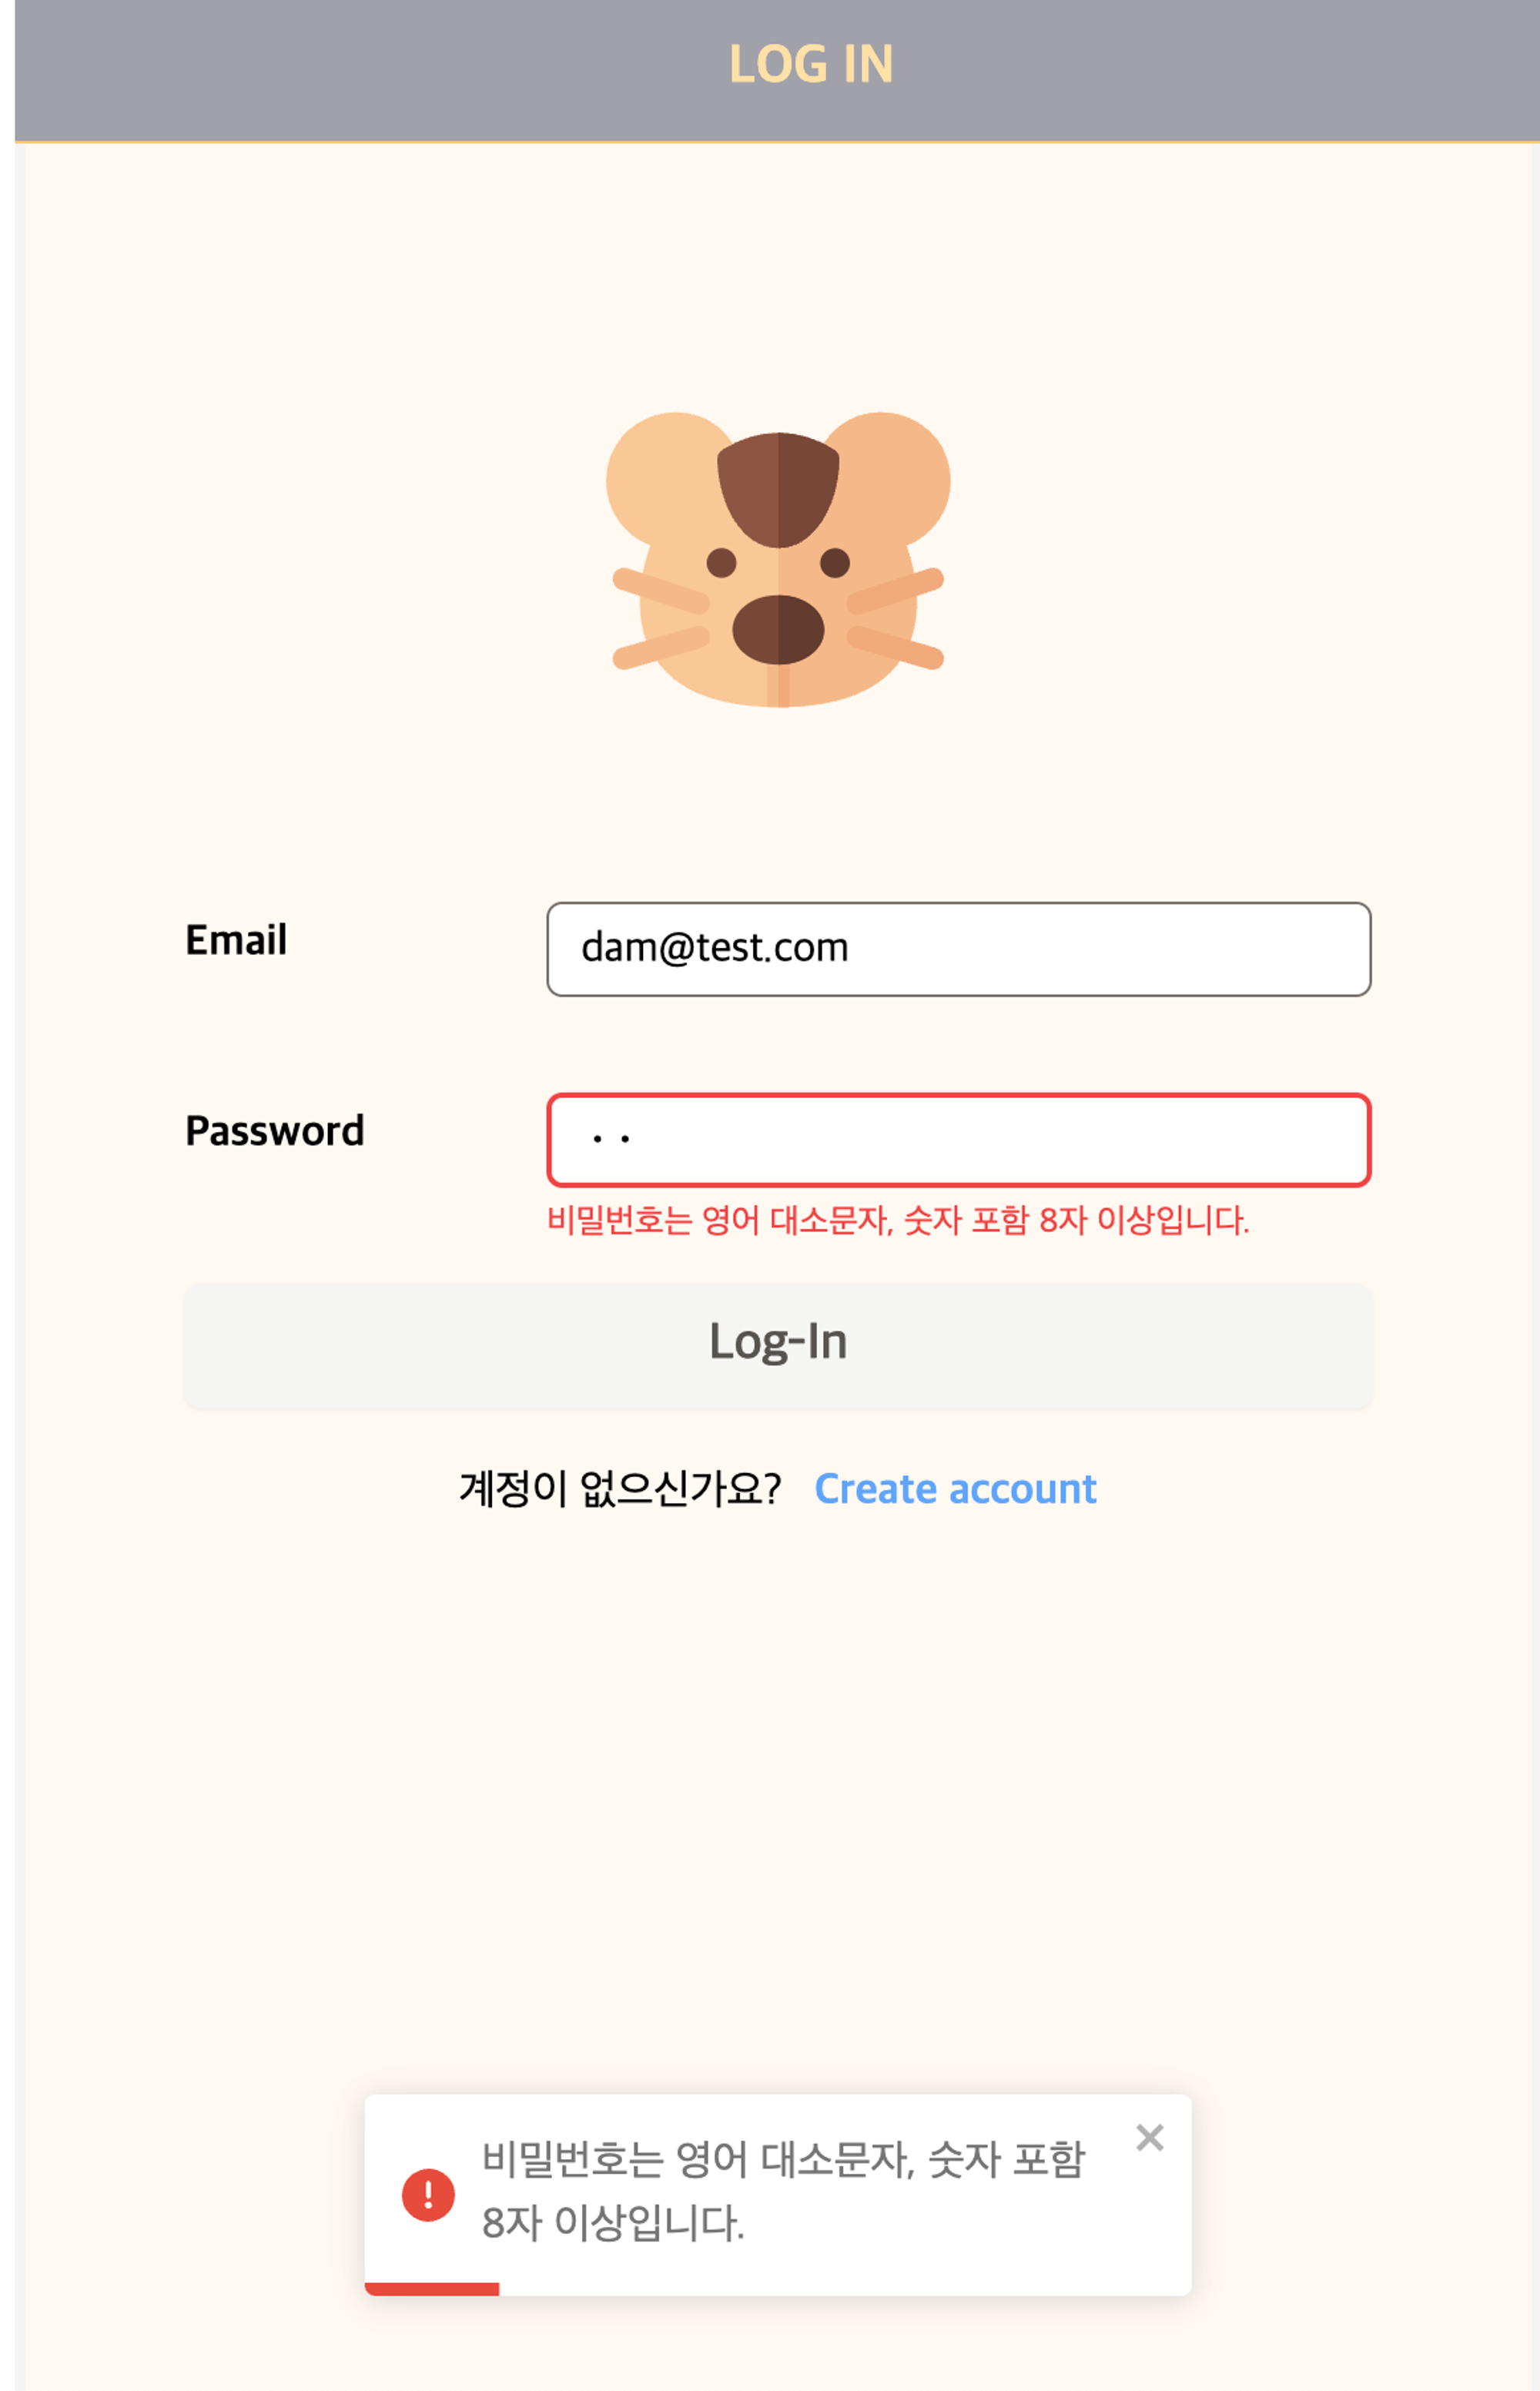 LOG IN
Email
dam@test.com
Password
비밀번호는 영어 대소문자, 숫자 포함 8자 이상입니다.
Log-In
계정이 없으신가요? Create account
비밀번호는 영어 대소문자, 숫자 포함
8자 이상입니다.